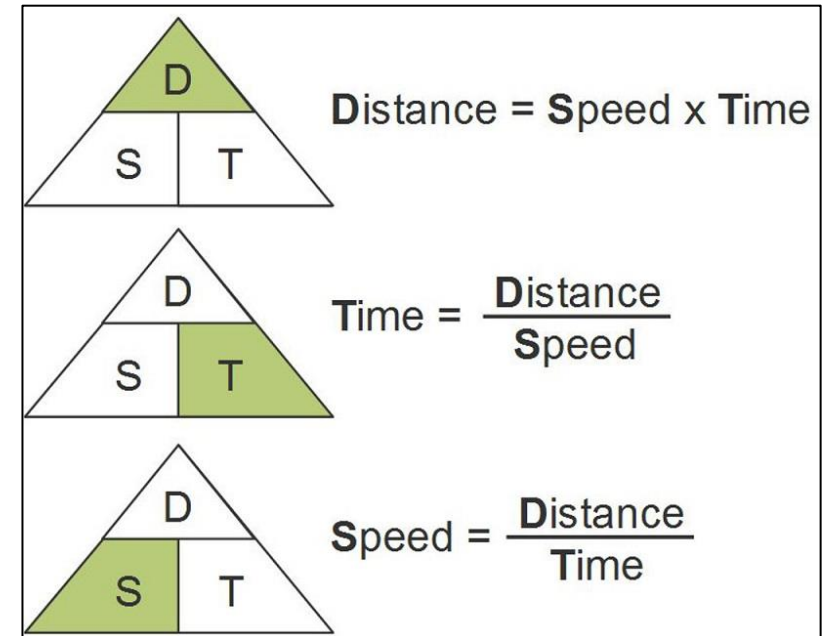 D
S T
Distance = Speed x Time
D
S T
Time = Distance
Speed
D
S T
Speed = Distance
Time